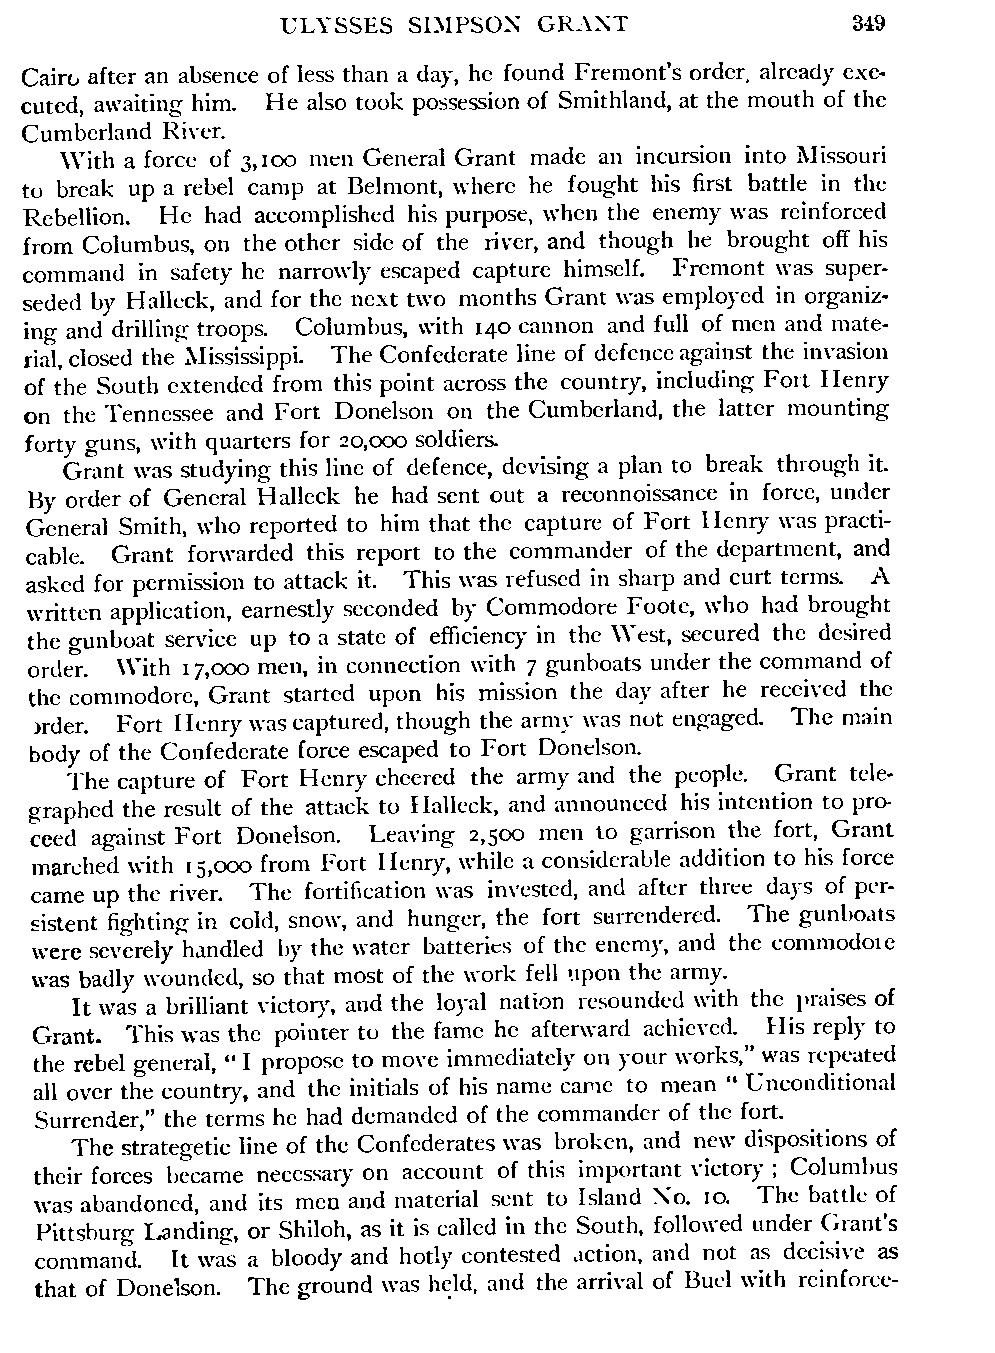 ULYSSES SIMPSON GRANT 349
Cairo after an absence of less than a day, he found Fremont's order, already exe-
cuted, awaiting him. He also took possession of Smithland, at the mouth of the
Cumberland River.
With a force of 3,100 men General Grant made an incursion into Missouri
to break up a rebel camp at Belmont, where he fought his first battle in the
Rebellion. He had accomplished his purpose, when the enemy was reinforced
from Columbus, on the other side of the river, and though he brought off his
command in safety he narrowly escaped capture himself. Fremont was super-
seded by Halleck, and for the next two months Grant was employed in organiz-
ing and drilling troops. Columbus, with 140 cannon and full of men and mate-
rial, closed the Mississippi. The Confederate line of defence against the invasion
of the South extended from this point across the country, including Fort Henry
on the Tennessee and Fort Donelson on the Cumberland, the latter mounting
forty guns, with quarters for 20,000 soldiers.
Grant was studying this line of defence, devising a plan to break through it.
By order of General Halleck he had sent out a reconnoissance in force, under
General Smith, who reported to him that the capture of Fort Henry was practi-
cable. Grant forwarded this report to the commander of the department, and
asked for permission to attack it. This was refused in sharp and curt terms. A
written application, earnestly seconded by Commodore Foote, who had brought
the gunboat service up to a state of efficiency in the West, secured the desired
order. With 17,000 men, in connection with 7 gunboats under the command of
the commodore, Grant started upon his mission the day after he received the
order. Fort Henry was captured, though the army was not engaged. The main
body of the Confederate force escaped to Fort Donelson.
The capture of Fort Henry cheered the army and the people. Grant tele-
graphed the result of the attack to Halleck, and announced his intention to pro-
ceed against Fort Donelson. Leaving 2,500 men to garrison the fort, Grant
marched with 15,000 from Fort Henry, while a considerable addition to his force
came up the river. The fortification was invested, and after three days of per-
sistent fighting in cold, snow, and hunger, the fort surrendered. The gunboats
were severely handled by the water batteries of the enemy, and the commodore
was badly wounded, so that most of the work fell upon the army.
It was a brilliant victory, and the loyal nation resounded with the praises of
Grant. This was the pointer to the fame he afterward achieved. His reply to
the rebel general, "I propose to move immediately on your works," was repeated
all over the country, and the initials of his name came to mean "Unconditional
Surrender," the terms he had demanded of the commander of the fort.
The strategetic line of the Confederates was broken, and new dispositions of
their forces became necessary on account of this important victory; Columbus
was abandoned, and its men and material sent to Island No. 10. The battle of
Pittsburg Landing, or Shiloh, as it is called in the South, followed under Grant's
command. It was a bloody and hotly contested action, and not as decisive as
that of Donelson. The ground was held, and the arrival of Buel with reinforce-